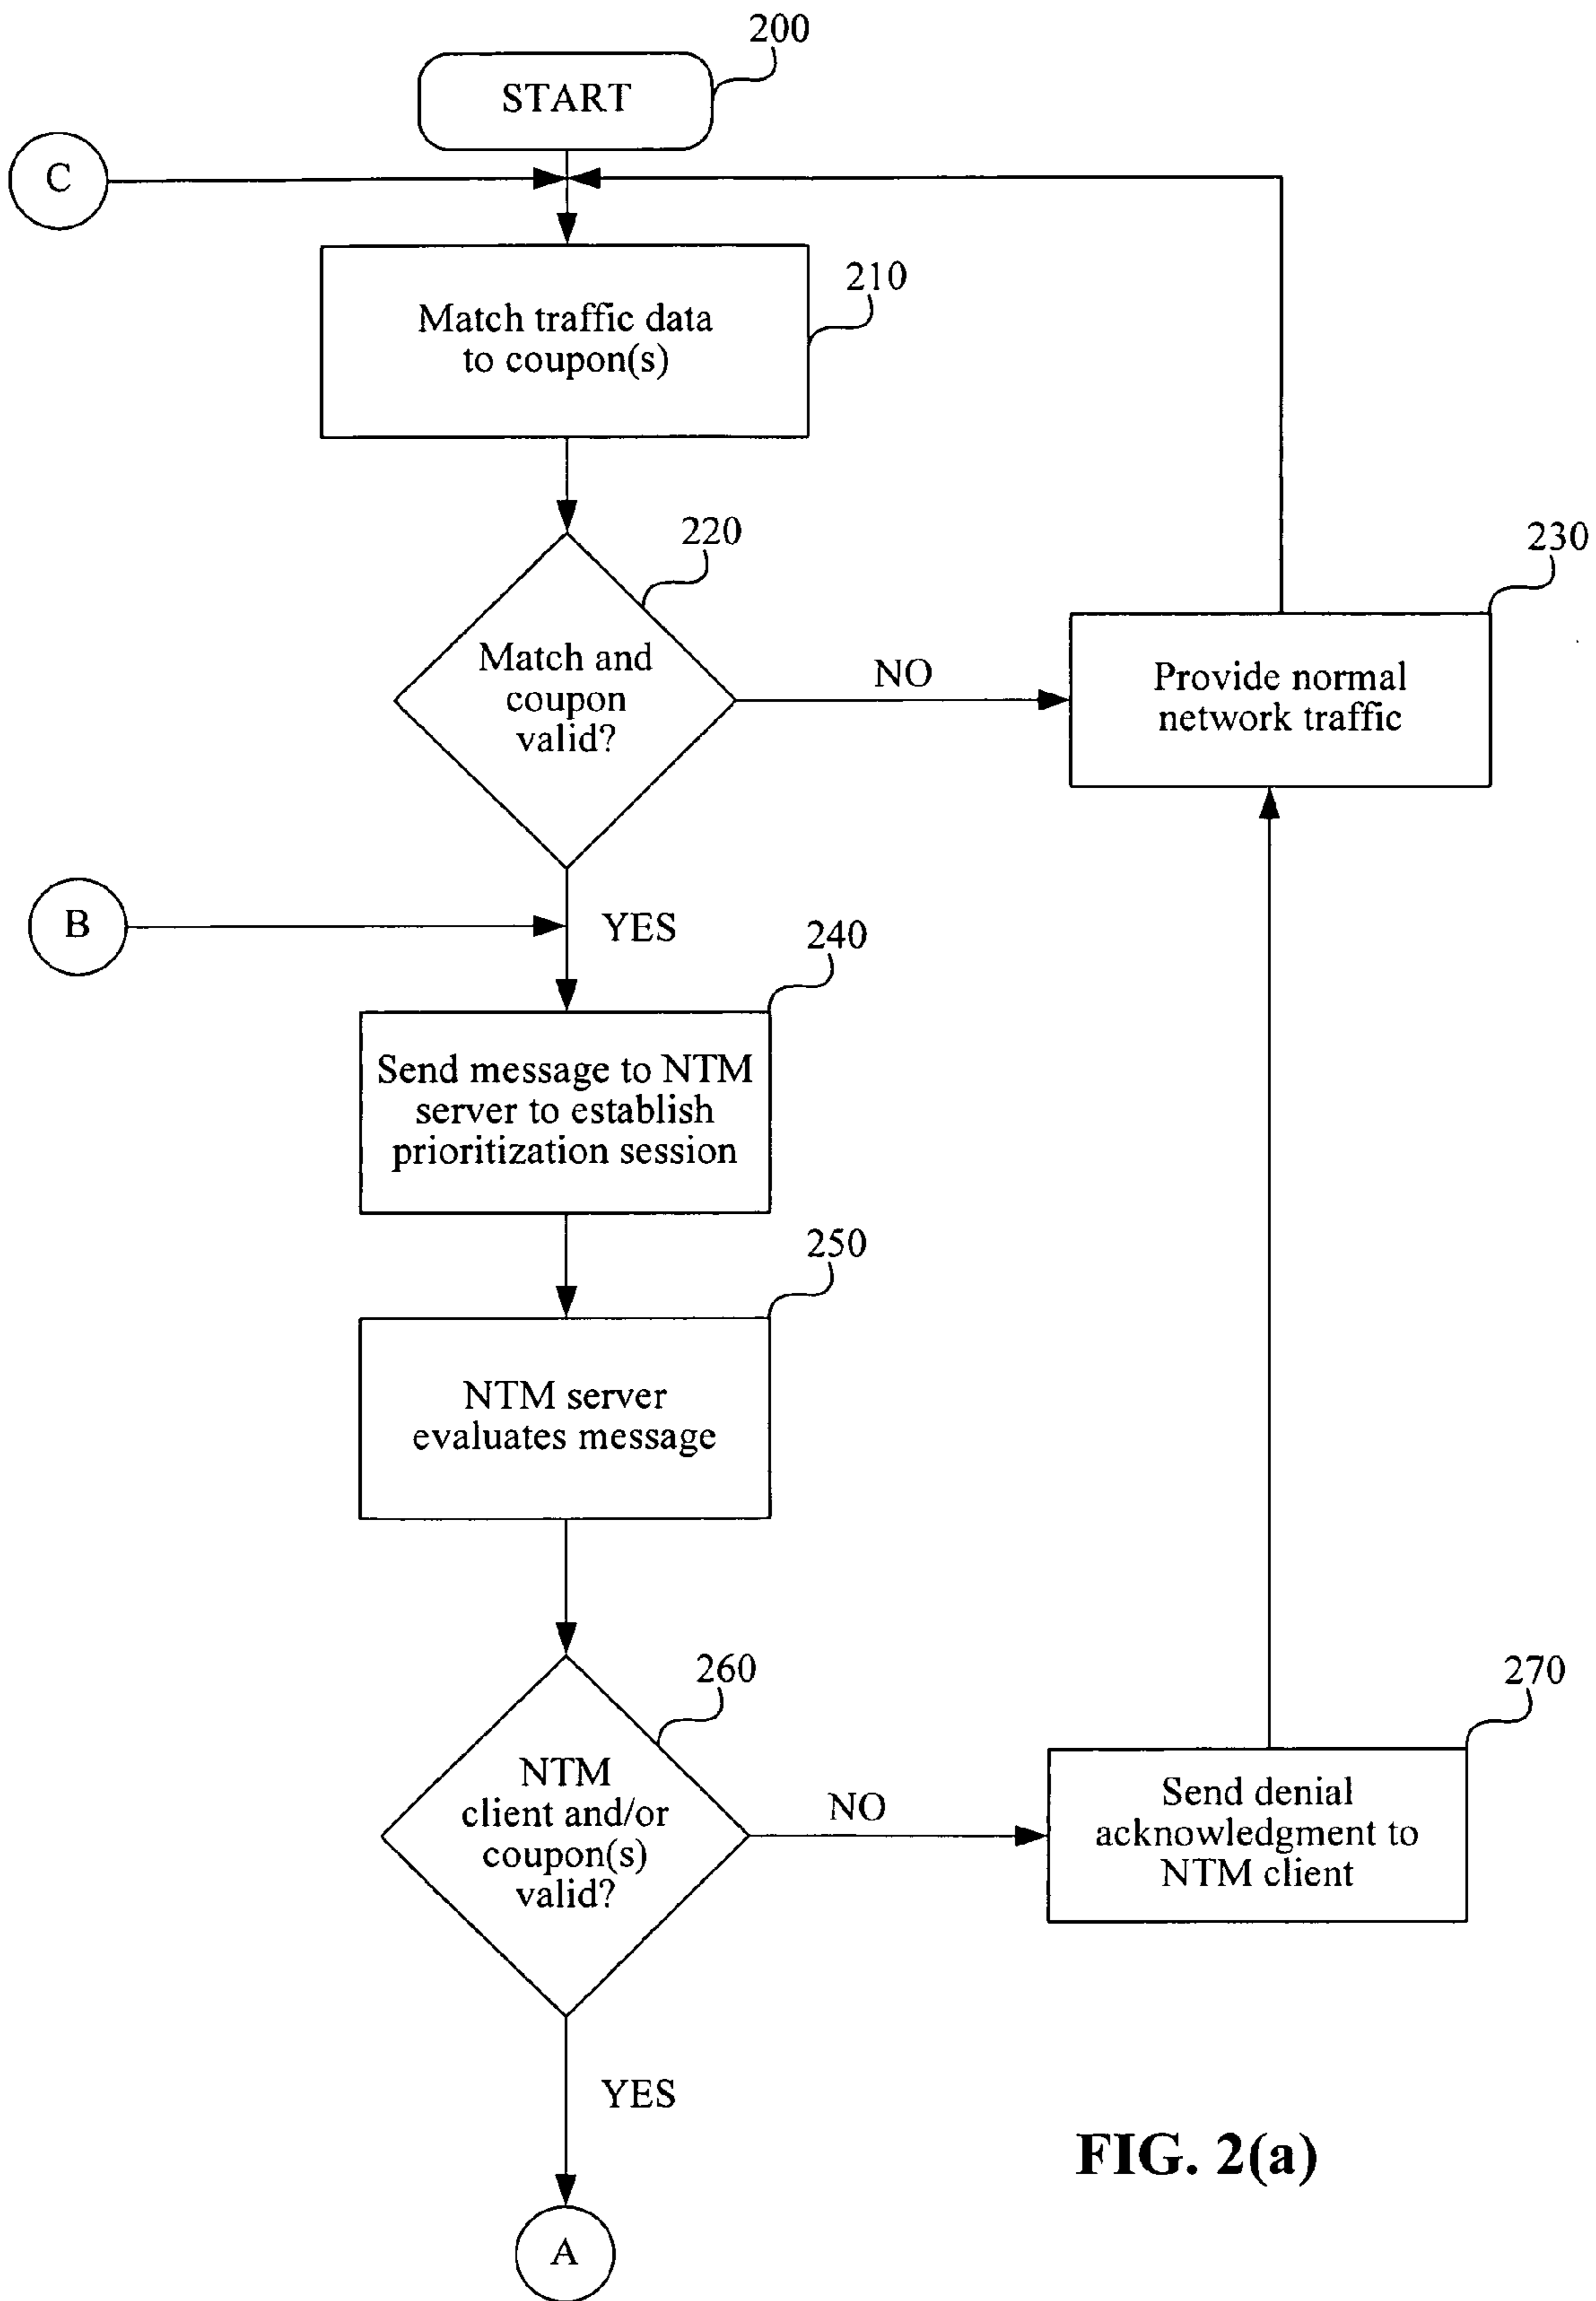 200
START
C
210
Match traffic data
to coupon(s)
220
230
Match and
coupon
valid?
NO
Provide normal
network traffic
B
YES
240
Send message to NTM
server to establish
prioritization session
250
NTM server
evaluates message
260
270
NTM
client and/or
coupon(s)
valid?
NO
Send denial
acknowledgment to
NTM client
YES
FIG. 2(a)
A